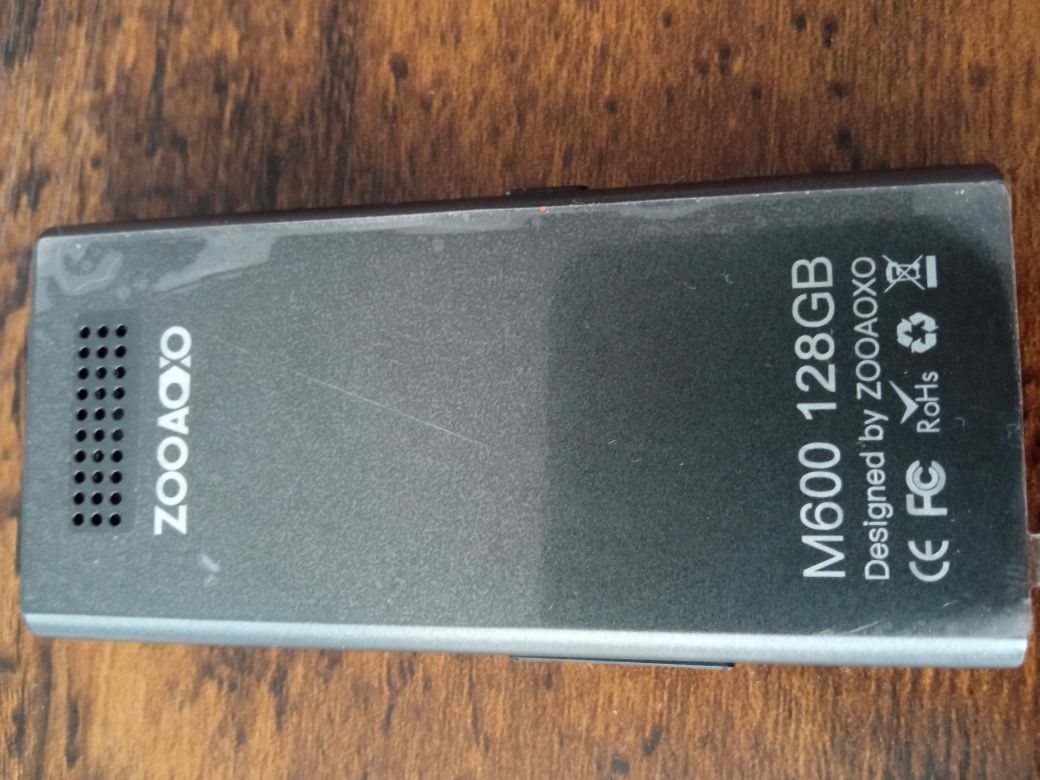 ZOOAOXO
M600 128GB
Designed by ZOOAOXO
CE FC RoHS